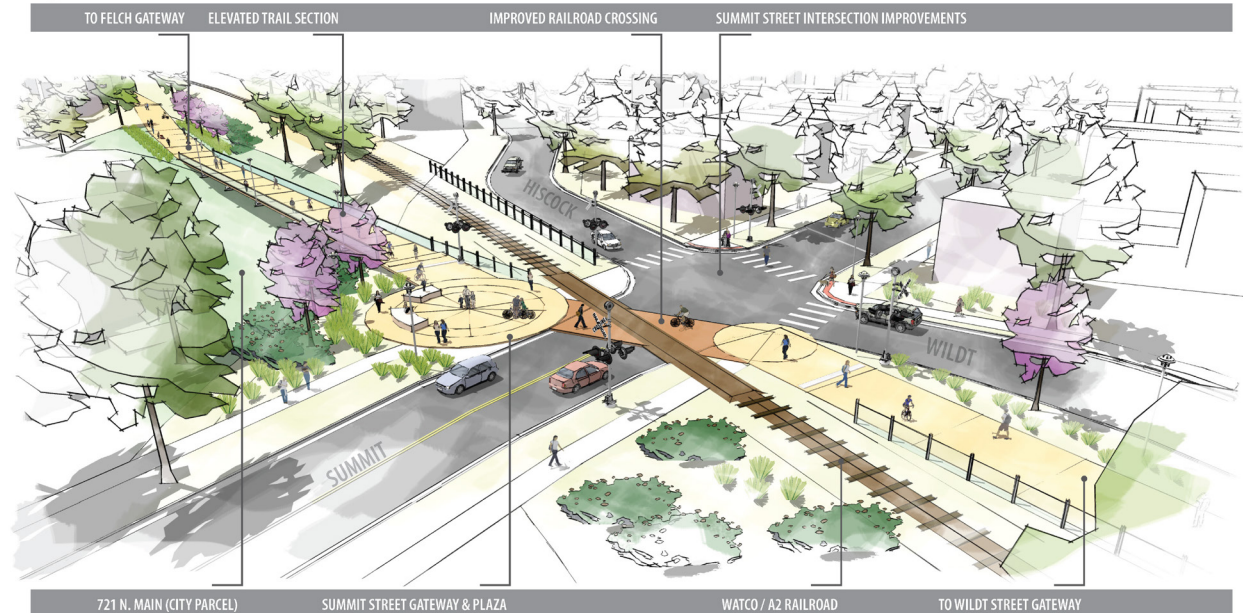 TO FELCH GATEWAY
ELEVATED TRAIL SECTION
IMPROVED RAILROAD CROSSING
SUMMIT STREET INTERSECTION IMPROVEMENTS
HISCOCK
WILDT
SUMMIT
721 N. MAIN (CITY PARCEL)
SUMMIT STREET GATEWAY & PLAZA
WATCO / A2 RAILROAD
TO WILDT STREET GATEWAY